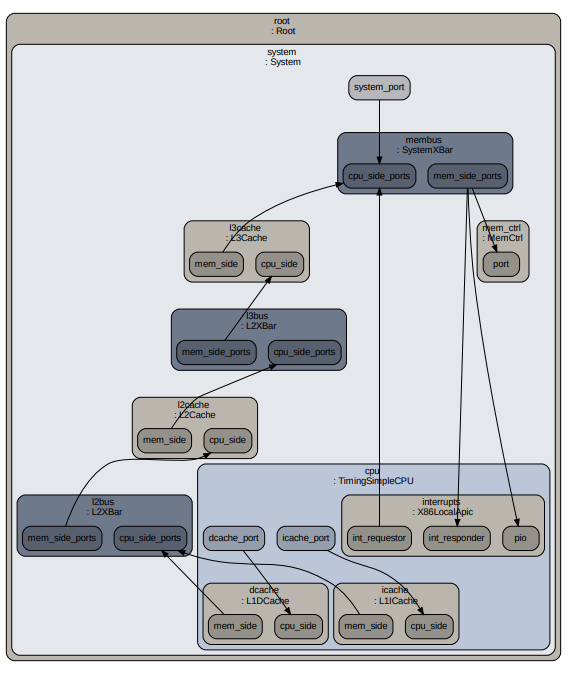 root
: Root
system
: System
system_port
membus
: SystemXBar
cpu_side_ports
mem_side_ports
l3cache
: L3Cache
mem_side
cpu_side
mem_ctrl
: MemCtrl
port
l3bus
: L2XBar
mem_side_ports
cpu_side_ports
l2cache
: L2Cache
mem_side
cpu_side
l2bus
: L2XBar
mem_side_ports
cpu_side_ports
cpu
: TimingSimpleCPU
dcache_port
icache_port
interrupts
: X86LocalApic
int_requestor
int_responder
pio
dcache
: L1DCache
mem_side
cpu_side
icache
: L1ICache
mem_side
cpu_side